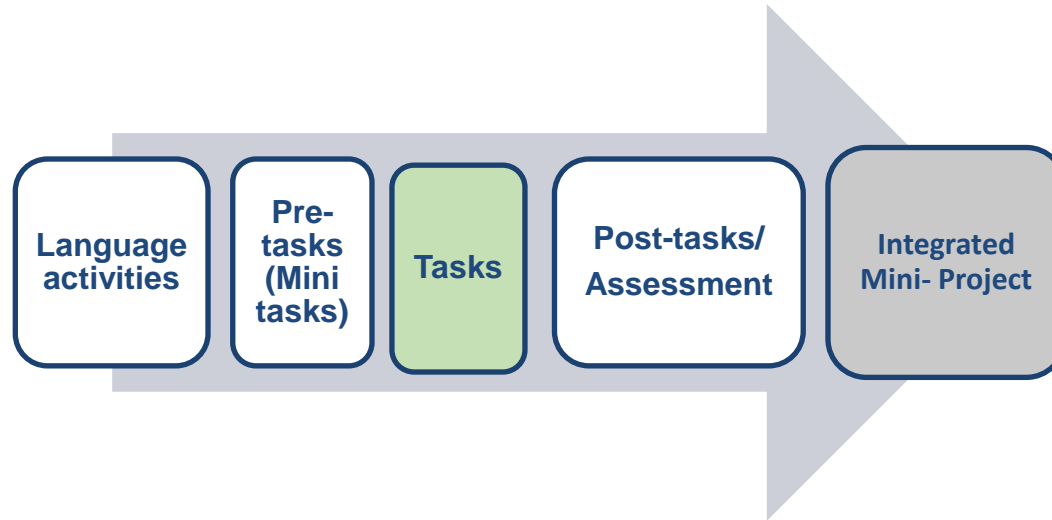 Language
activities
Pre-
tasks
(Mini
tasks)
Tasks
Post-tasks/
Assessment
Integrated
Mini- Project